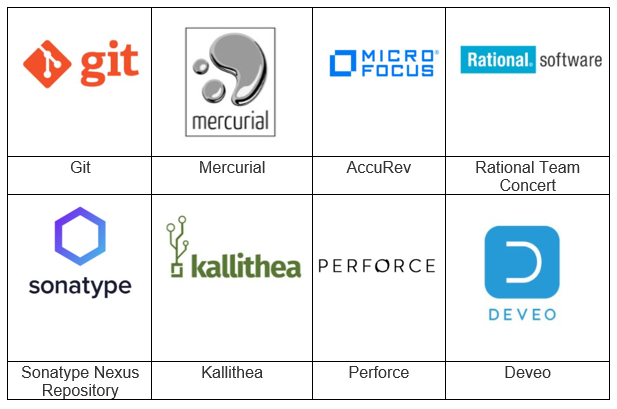 git
mercurial
MICRO
FOCUS
Rational. software
Git
Mercurial
AccuRev
Rational Team
Concert
sonatype
kallithea
PERFORCE
DEVEO
Sonatype Nexus
Repository
Kallithea
Perforce
Deveo